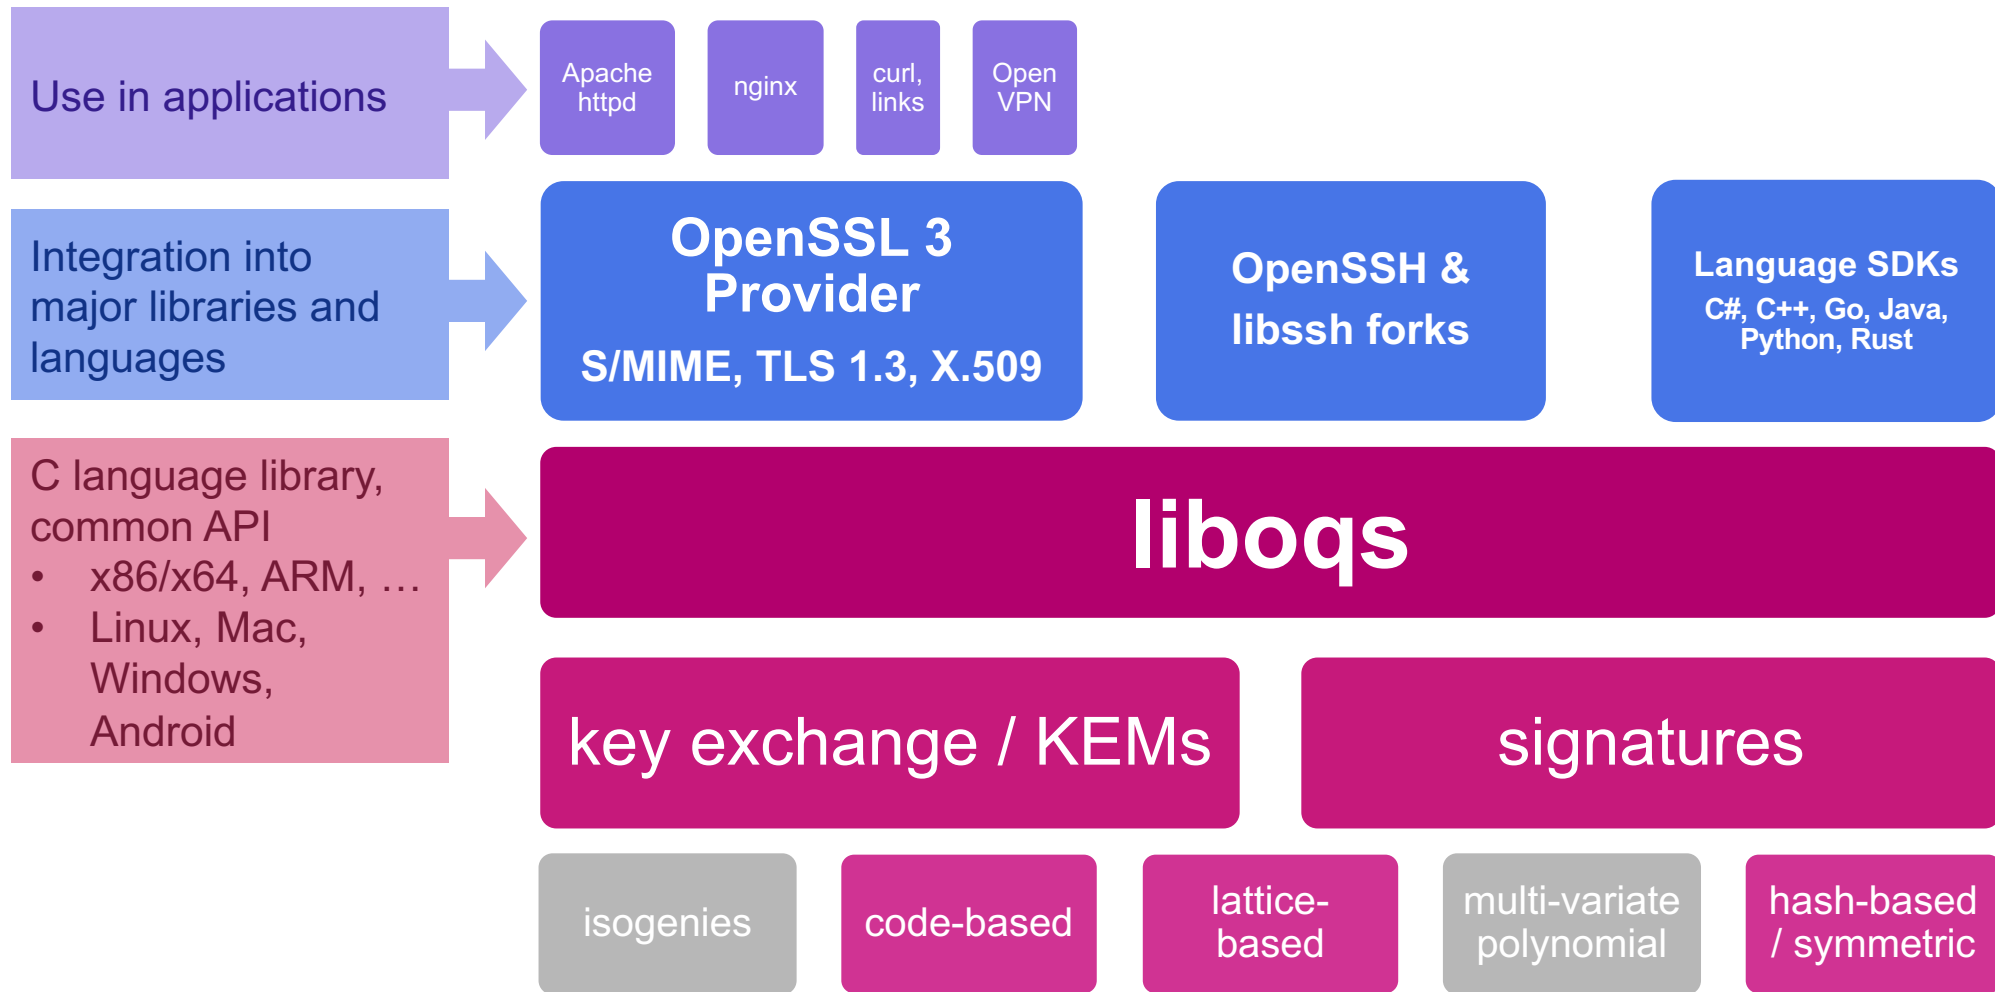 Use in applications
Apache
httpd
nginx
curl,
links
Open
VPN
Integration into
major libraries and
languages
OpenSSL 3
Provider
S/MIME, TLS 1.3, X.509
OpenSSH &
libssh forks
Language SDKs
C#, C++, Go, Java,
Python, Rust
C language library,
common API
• x86/x64, ARM, …
• Linux, Mac,
Windows,
Android
liboqs
key exchange / KEMs
signatures
isogenies
code-based
lattice-
based
multi-variate
polynomial
hash-based
/ symmetric